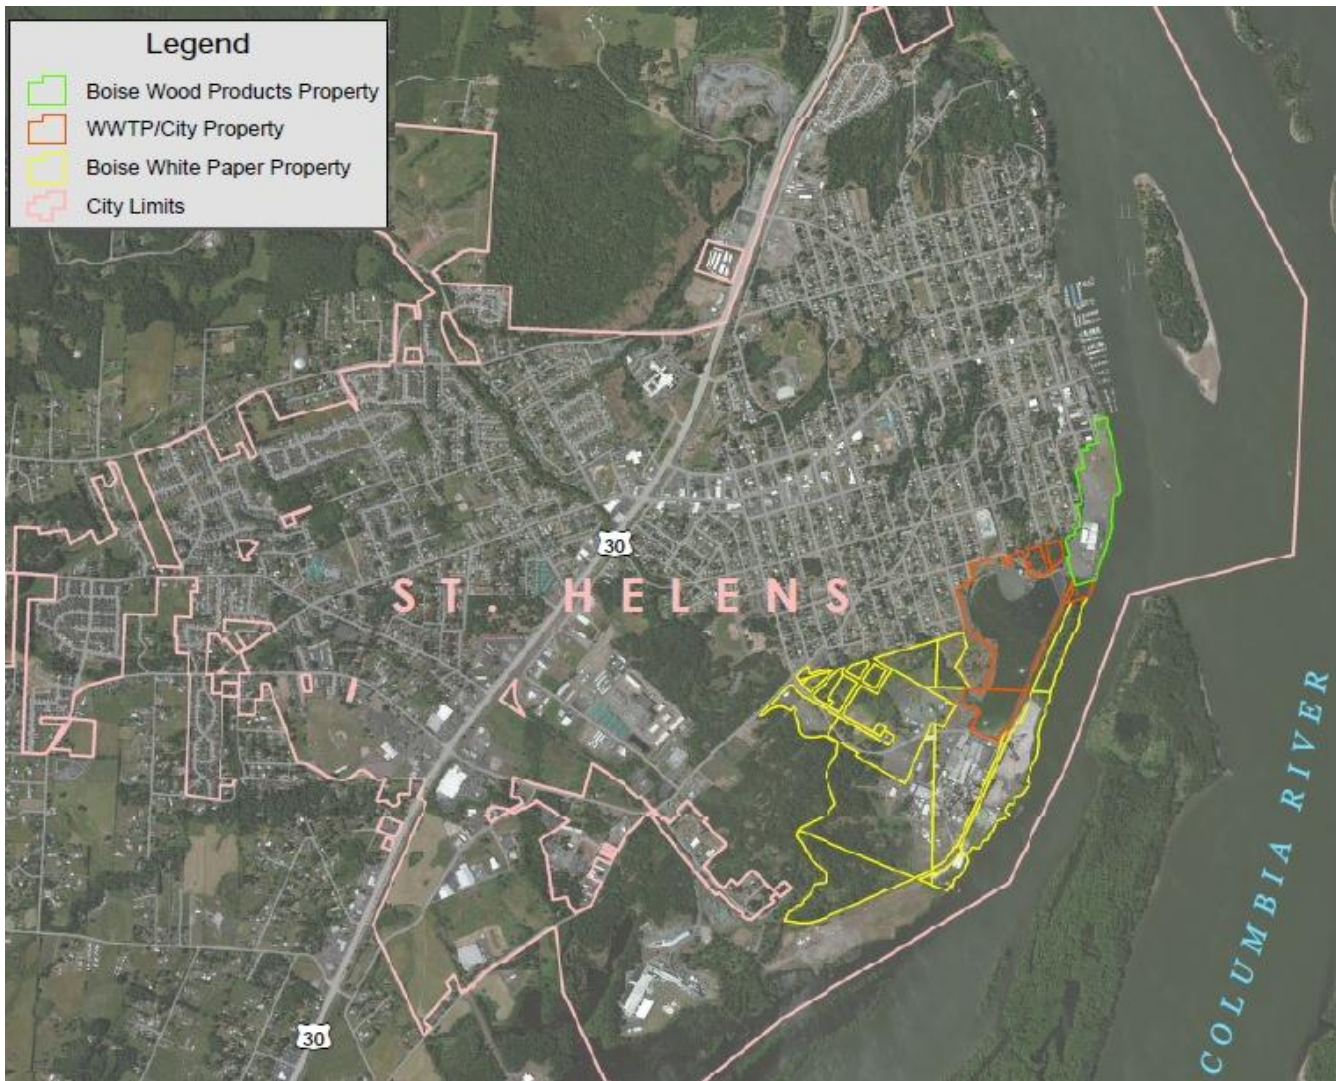 Legend
Boise Wood Products Property
WWTP/City Property
Boise White Paper Property
City Limits
30
ST. HELENS
COLUMBIA RIVER
30